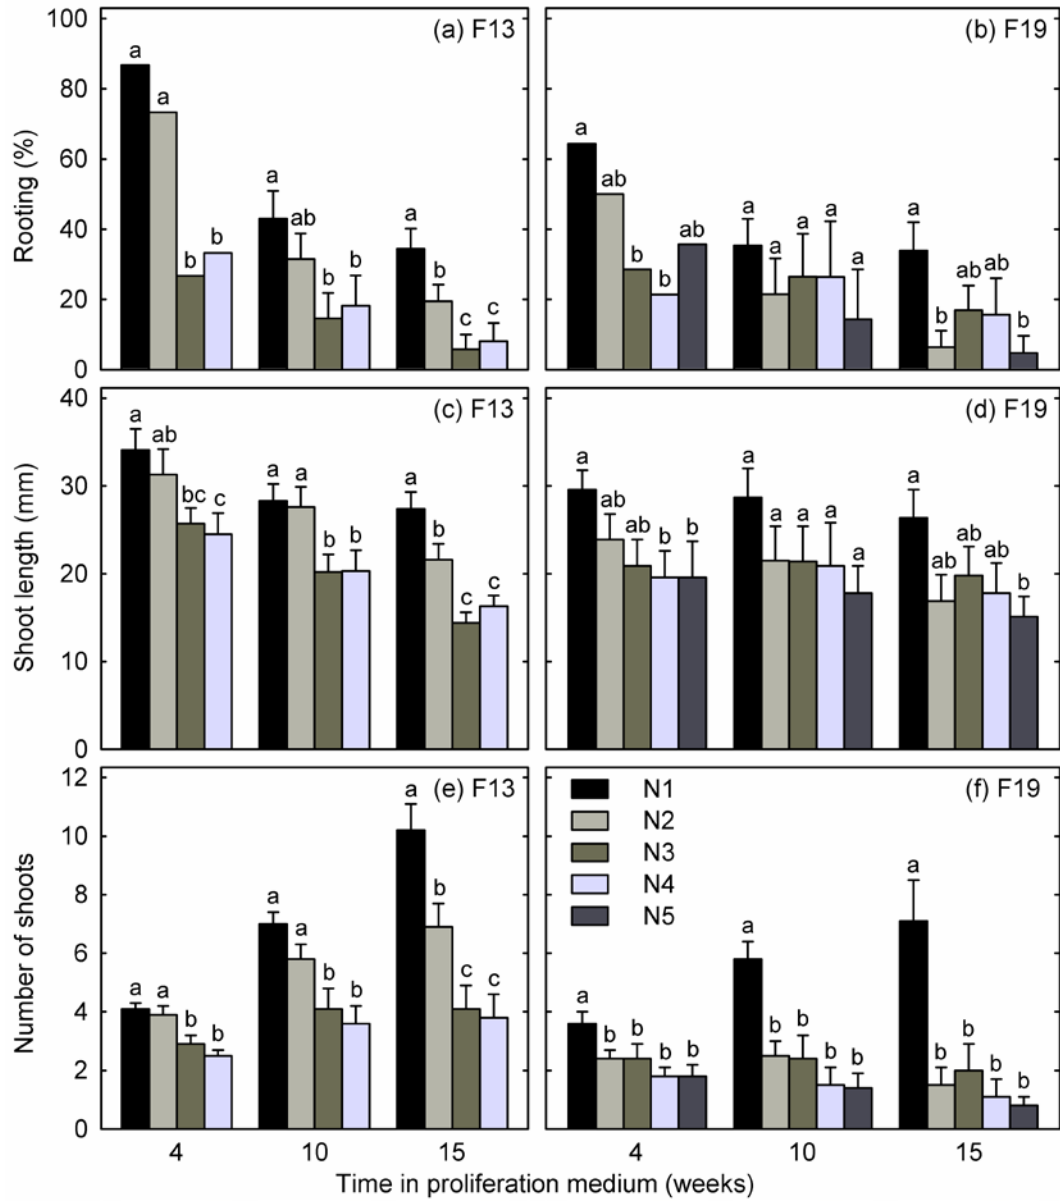 100
80
60
40
20
0
Rooting (%)
(a) F13
a
a
b
b
a
ab
b
b
a
b
c
c
(b) F19
a
ab
b
b
ab
a
a
a
a
a
a
b
ab
ab
b
40
30
20
10
0
Shoot length (mm)
(c) F13
a
ab
bc
c
a
a
b
b
a
b
c
c
(d) F19
a
ab
ab
b
b
a
a
a
a
a
a
ab
ab
ab
b
12
10
8
6
4
2
0
Number of shoots
(e) F13
a
a
b
b
a
a
b
b
a
b
c
c
(f) F19
N1
N2
N3
N4
N5
a
b
b
b
b
a
b
b
b
b
a
b
b
b
b
4 10 15 4 10 15
Time in proliferation medium (weeks)